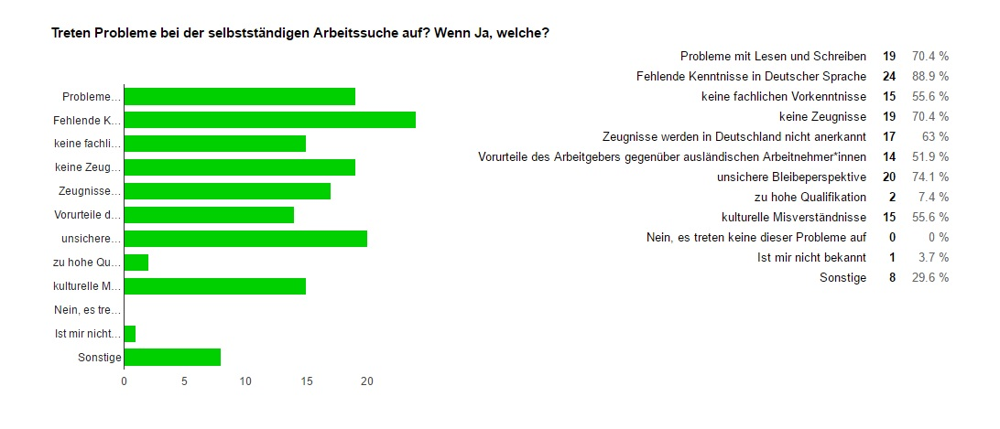 Treten Probleme bei der selbstständigen Arbeitssuche auf? Wenn Ja, welche?
Probleme...
Fehlende K...
keine fachli...
keine Zeug...
Zeugnisse...
Vorurteile d...
unsichere...
zu hohe Qu...
kulturelle M...
Nein, es tre...
Ist mir nicht...
Sonstige
0 5 10 15 20
Probleme mit Lesen und Schreiben 19 70.4 %
Fehlende Kenntnisse in Deutscher Sprache 24 88.9 %
keine fachlichen Vorkenntnisse 15 55.6 %
keine Zeugnisse 19 70.4 %
Zeugnisse werden in Deutschland nicht anerkannt 17 63 %
Vorurteile des Arbeitgebers gegenüber ausländischen Arbeitnehmer*innen 14 51.9 %
unsichere Bleibeperspektive 20 74.1 %
zu hohe Qualifikation 2 7.4 %
kulturelle Misverständnisse 15 55.6 %
Nein, es treten keine dieser Probleme auf 0 0 %
Ist mir nicht bekannt 1 3.7 %
Sonstige 8 29.6 %